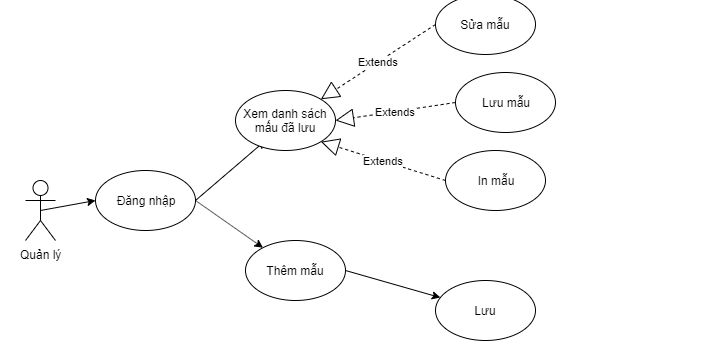 Sửa mẫu
Extends
Xem danh sách
mẫu đã lưu
Extends
Lưu mẫu
Extends
In mẫu
Đăng nhập
Quản lý
Thêm mẫu
Lưu